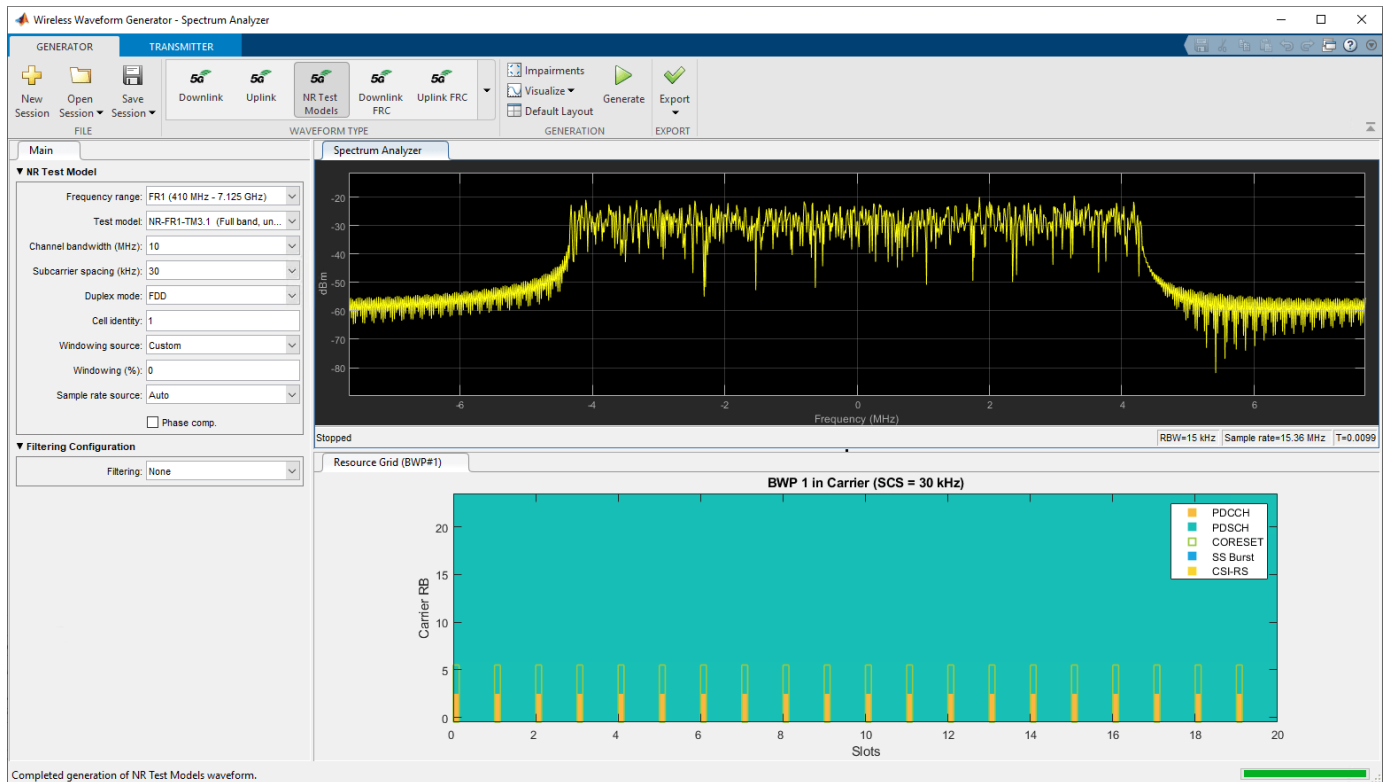 Wireless Waveform Generator - Spectrum Analyzer
GENERATOR TRANSMITTER
New Session
Open Session
Save Session
FILE
5G Downlink
5G Uplink
5G NR Test Models
5G Downlink FRC
5G Uplink FRC
WAVEFORM TYPE
Impairments
Visualize
Default Layout
Generate
GENERATION
Export
EXPORT
Main
NR Test Model
Frequency range: FR1 (410 MHz - 7.125 GHz)
Test model: NR-FR1-TM3.1 (Full band, un...
Channel bandwidth (MHz): 10
Subcarrier spacing (kHz): 30
Duplex mode: FDD
Cell identity: 1
Windowing source: Custom
Windowing (%): 0
Sample rate source: Auto
Phase comp.
Filtering Configuration
Filtering: None
Spectrum Analyzer
-20
-30
-40
-50
-60
-70
-80
dBm
-6 -4 -2 0 2 4 6
Frequency (MHz)
Stopped
RBW=15 kHz Sample rate=15.36 MHz T=0.0099
Resource Grid (BWP#1)
BWP 1 in Carrier (SCS = 30 kHz)
PDCCH
PDSCH
CORESET
SS Burst
CSI-RS
20
15
10
5
0
Carrier RB
0 2 4 6 8 10 12 14 16 18 20
Slots
Completed generation of NR Test Models waveform.